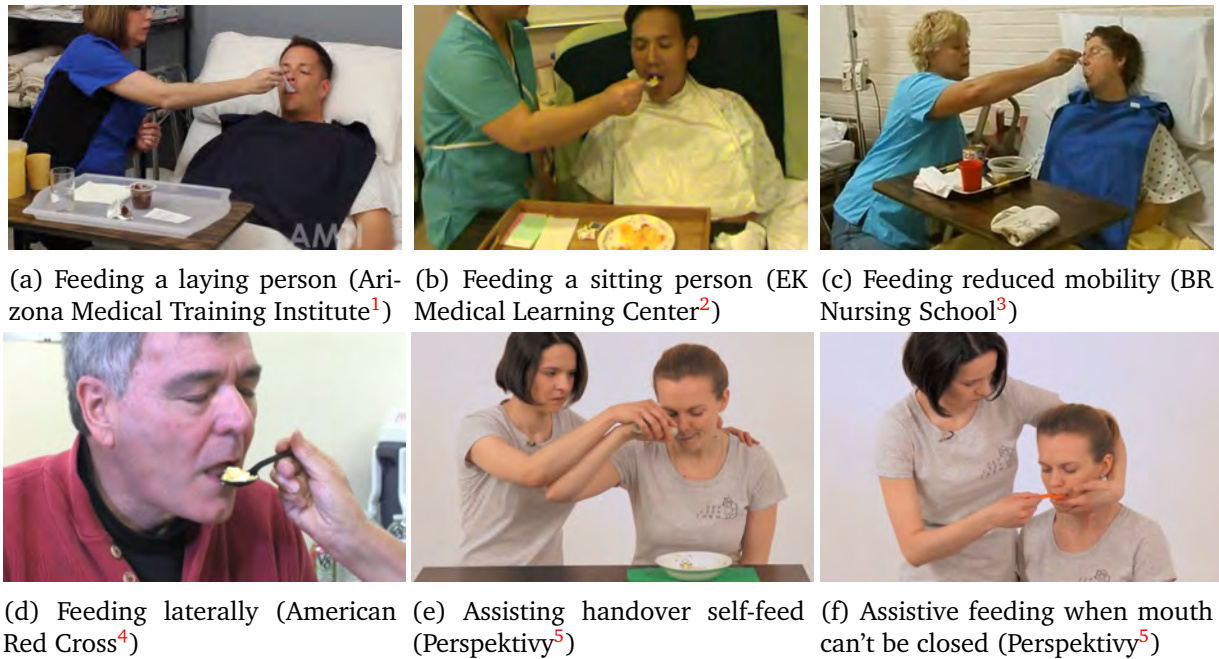 AMTI
(a) Feeding a laying person (Ari-
zona Medical Training Institute1)
(b) Feeding a sitting person (EK
Medical Learning Center2)
(c) Feeding reduced mobility (BR
Nursing School3)
(d) Feeding laterally (American
Red Cross4)
(e) Assisting handover self-feed
(Perspektivy5)
(f) Assistive feeding when mouth
can't be closed (Perspektivy5)